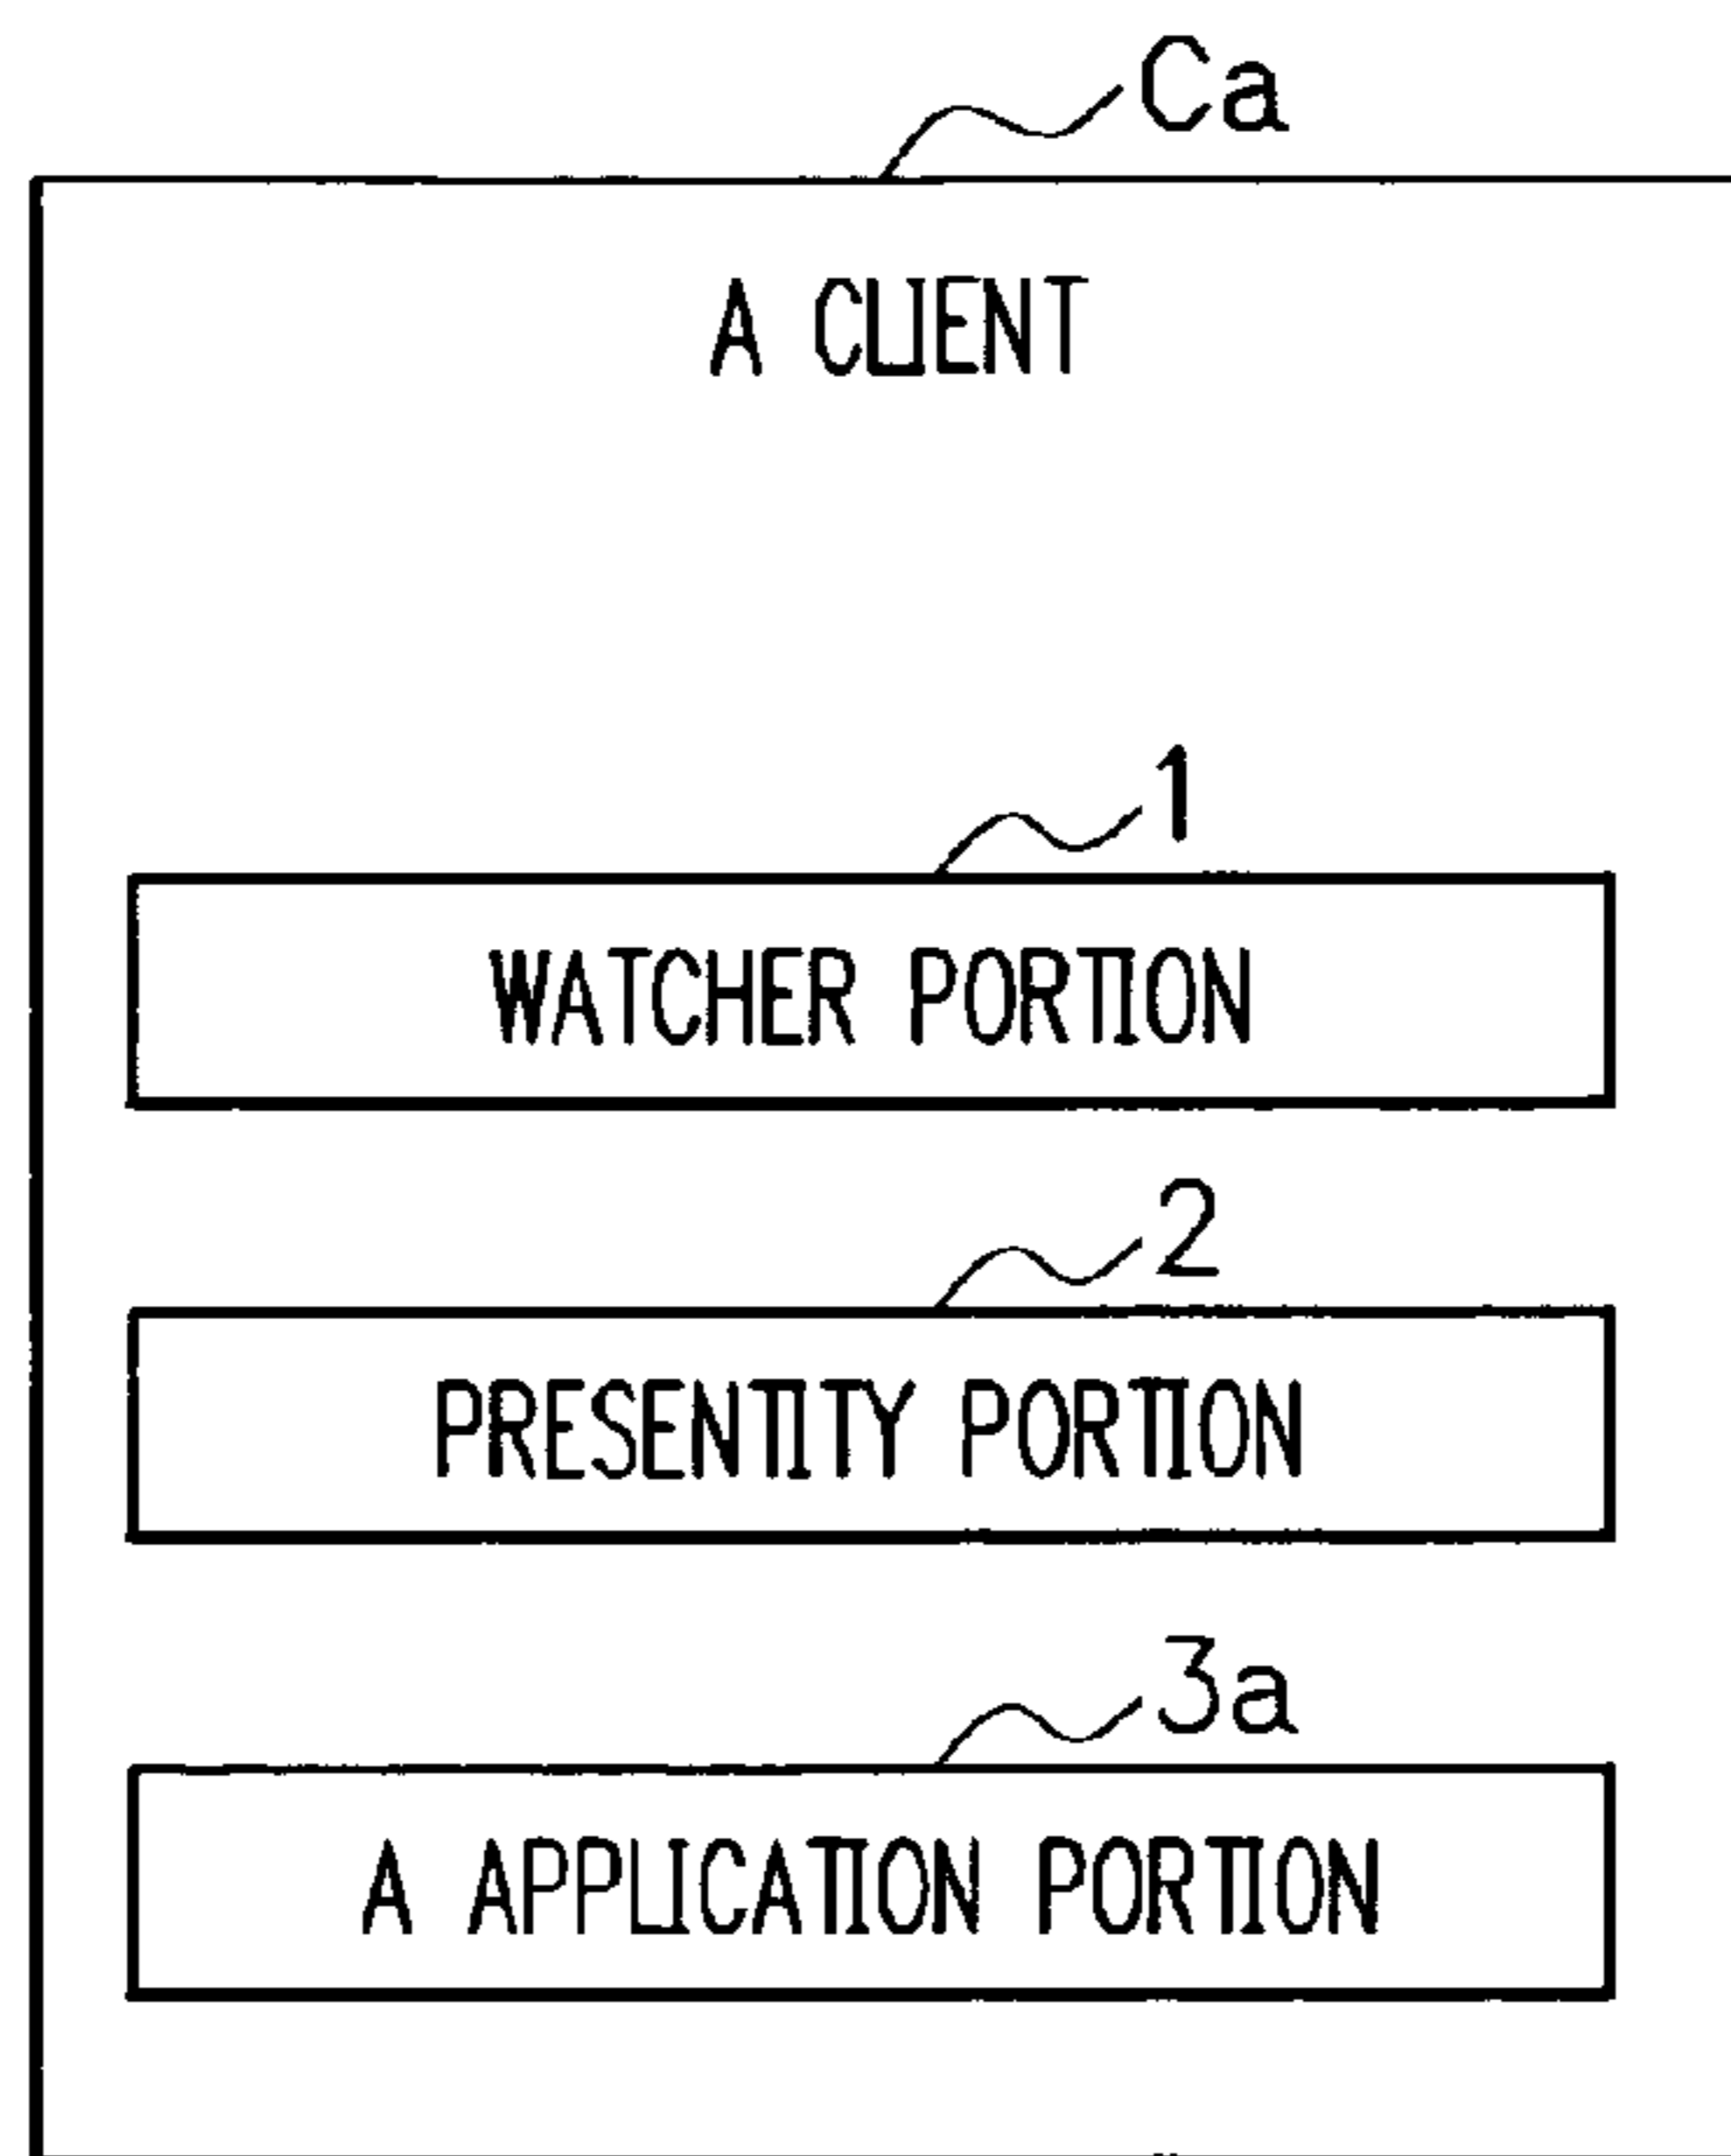 Ca
A CLIENT
1
WATCHER PORTION
2
PRESENTITY PORTION
3a
A APPLICATION PORTION